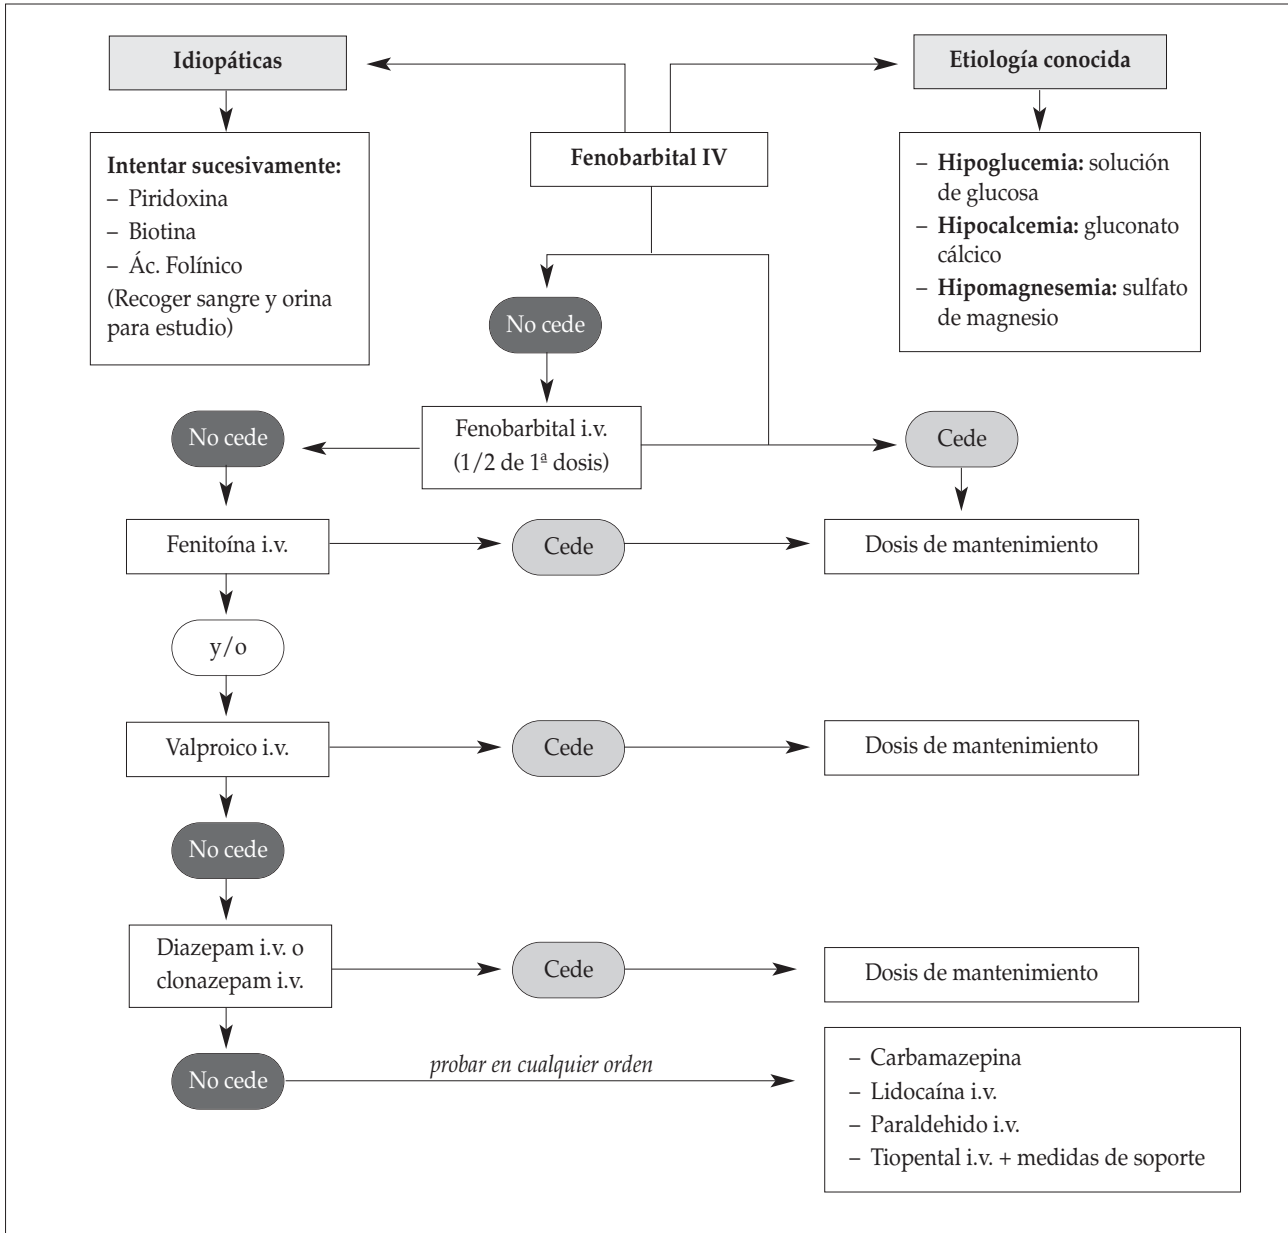 Idiopáticas
Etiología conocida
Fenobarbital IV
Intentar sucesivamente:
– Piridoxina
– Biotina
– Ác. Folínico
(Recoger sangre y orina
para estudio)
– Hipoglucemia: solución
de glucosa
– Hipocalcemia: gluconato
cálcico
– Hipomagnesemia: sulfato
de magnesio
No cede
Fenobarbital i.v.
(1/2 de 1ª dosis)
No cede
Cede
Fenitoína i.v.
Cede
Dosis de mantenimiento
y/o
Valproico i.v.
Cede
Dosis de mantenimiento
No cede
Diazepam i.v. o
clonazepam i.v.
Cede
Dosis de mantenimiento
No cede
probar en cualquier orden
– Carbamazepina
– Lidocaína i.v.
– Paraldehido i.v.
– Tiopental i.v. + medidas de soporte